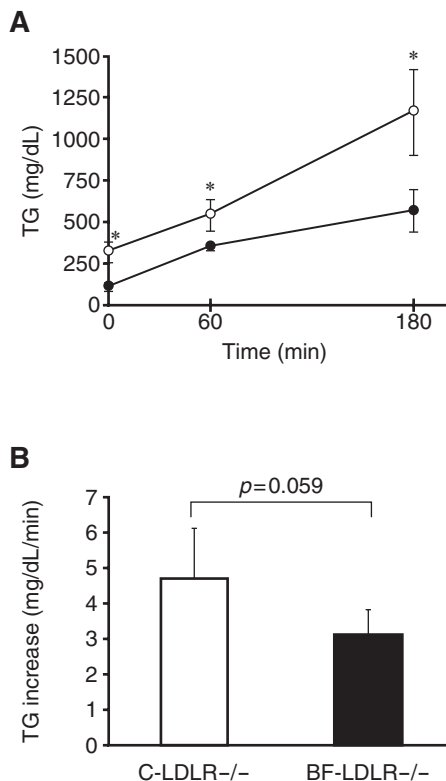 A
1500
*
1250
1000
TG (mg/dL)
750
*
500
*
250
0
0
60
180
Time (min)
B
7
p=0.059
6
5
TG increase (mg/dL/min)
4
3
2
1
0
C-LDLR−/−
BF-LDLR−/−